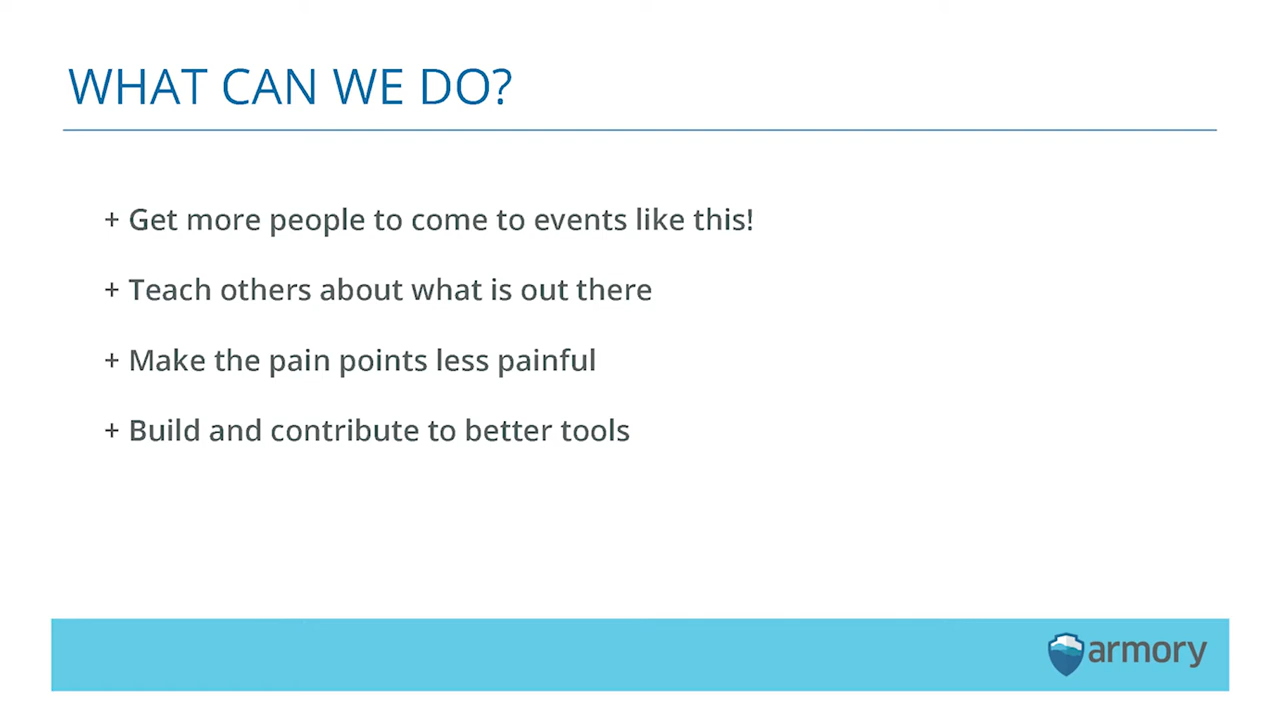 WHAT CAN WE DO?
+ Get more people to come to events like this!
+ Teach others about what is out there
+ Make the pain points less painful
+ Build and contribute to better tools
armory